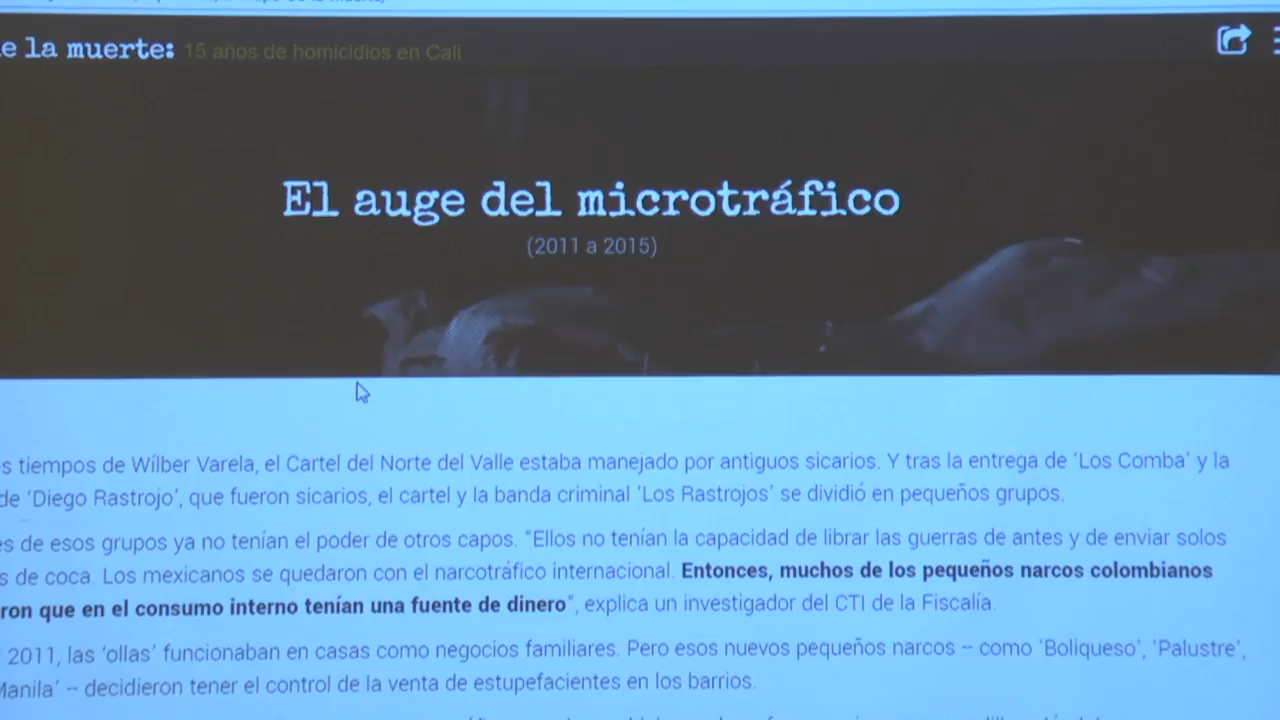 e la muerte: 15 años de homicidios en Cali
El auge del microtráfico
(2011 a 2015)
s tiempos de Wílber Varela, el Cartel del Norte del Valle estaba manejado por antiguos sicarios. Y tras la entrega de ‘Los Comba’ y la
de ‘Diego Rastrojo’, que fueron sicarios, el cartel y la banda criminal ‘Los Rastrojos’ se dividió en pequeños grupos.
es de esos grupos ya no tenían el poder de otros capos. “Ellos no tenían la capacidad de librar las guerras de antes y de enviar solos
s de coca. Los mexicanos se quedaron con el narcotráfico internacional. Entonces, muchos de los pequeños narcos colombianos
ron que en el consumo interno tenían una fuente de dinero”, explica un investigador del CTI de la Fiscalía.
2011, las ‘ollas’ funcionaban en casas como negocios familiares. Pero esos nuevos pequeños narcos – como ‘Boliqueso’, ‘Palustre’,
Manila’ – decidieron tener el control de la venta de estupefacientes en los barrios.